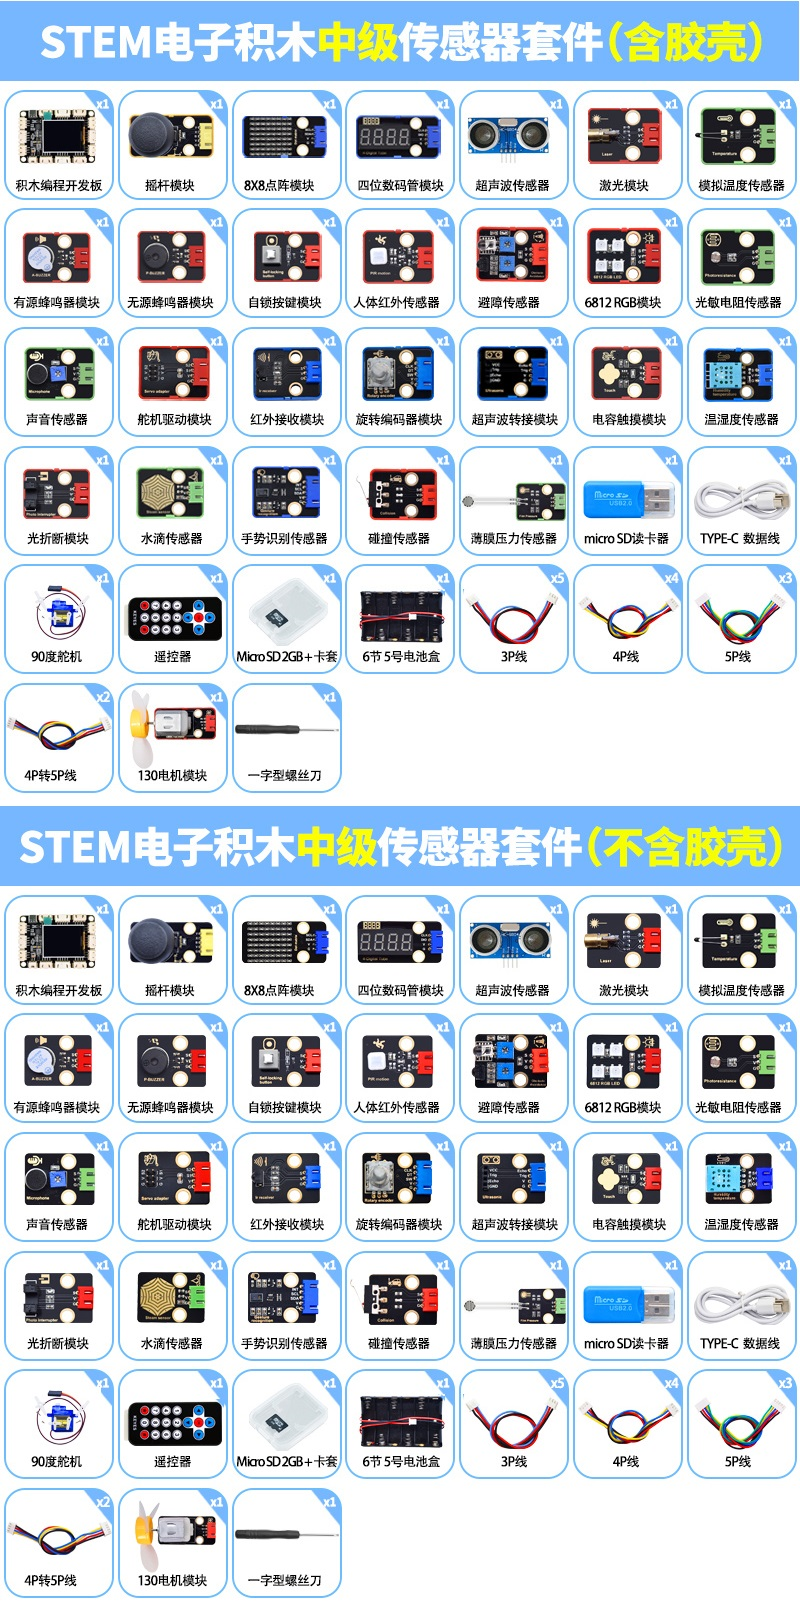 STEM电子积木中级传感器套件(含胶壳)
x1 x1 x1 x1 x1 x1 x1
积木编程开发板 摇杆模块 8X8点阵模块 四位数码管模块 超声波传感器 激光模块 模拟温度传感器
x1 x1 x1 x1 x1 x1 x1
有源蜂鸣器模块 无源蜂鸣器模块 自锁按键模块 人体红外传感器 避障传感器 6812 RGB模块 光敏电阻传感器
x1 x1 x1 x1 x1 x1 x1
声音传感器 舵机驱动模块 红外接收模块 旋转编码器模块 超声波转接模块 电容触摸模块 温湿度传感器
x1 x1 x1 x1 x1 x1 x1
光折断模块 水滴传感器 手势识别传感器 碰撞传感器 薄膜压力传感器 micro SD读卡器 TYPE-C 数据线
x1 x1 x1 x1 x5 x4 x3
90度舵机 遥控器 Micro SD 2GB+卡套 6节 5号电池盒 3P线 4P线 5P线
x2 x1 x1
4P转5P线 130电机模块 一字型螺丝刀
STEM电子积木中级传感器套件(不含胶壳)
x1 x1 x1 x1 x1 x1 x1
积木编程开发板 摇杆模块 8X8点阵模块 四位数码管模块 超声波传感器 激光模块 模拟温度传感器
x1 x1 x1 x1 x1 x1 x1
有源蜂鸣器模块 无源蜂鸣器模块 自锁按键模块 人体红外传感器 避障传感器 6812 RGB模块 光敏电阻传感器
x1 x1 x1 x1 x1 x1 x1
声音传感器 舵机驱动模块 红外接收模块 旋转编码器模块 超声波转接模块 电容触摸模块 温湿度传感器
x1 x1 x1 x1 x1 x1 x1
光折断模块 水滴传感器 手势识别传感器 碰撞传感器 薄膜压力传感器 micro SD读卡器 TYPE-C 数据线
x1 x1 x1 x1 x5 x4 x3
90度舵机 遥控器 Micro SD 2GB+卡套 6节 5号电池盒 3P线 4P线 5P线
x2 x1 x1
4P转5P线 130电机模块 一字型螺丝刀